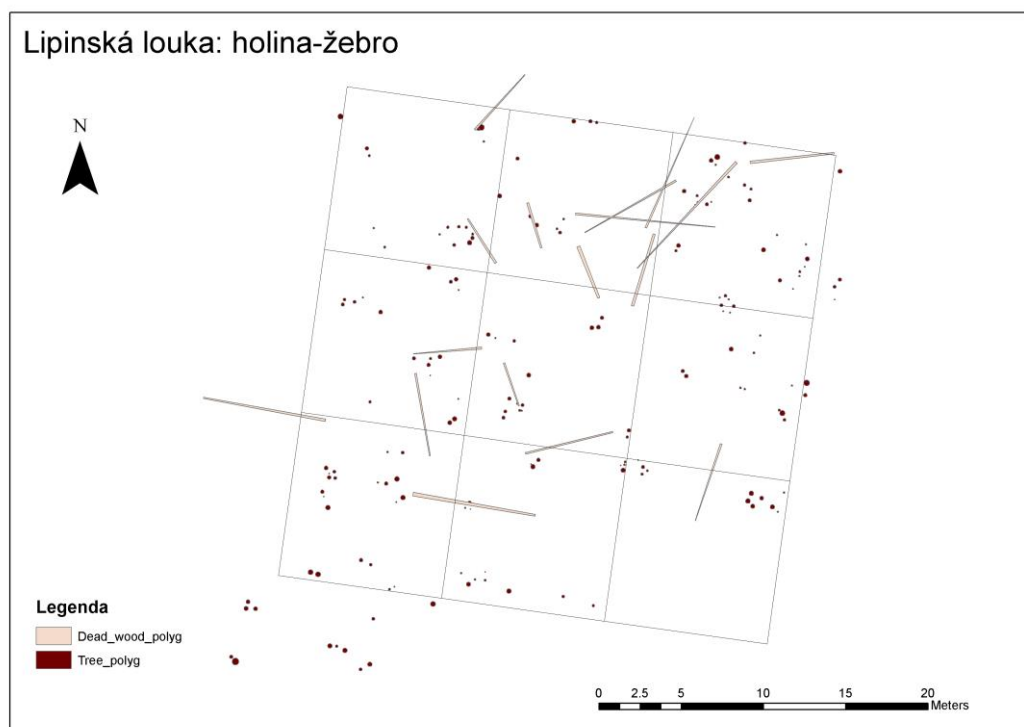 Lipinská louka: holina-žebro
N
Legenda
Dead_wood_polyg
Tree_polyg
0 2.5 5 10 15 20
Meters